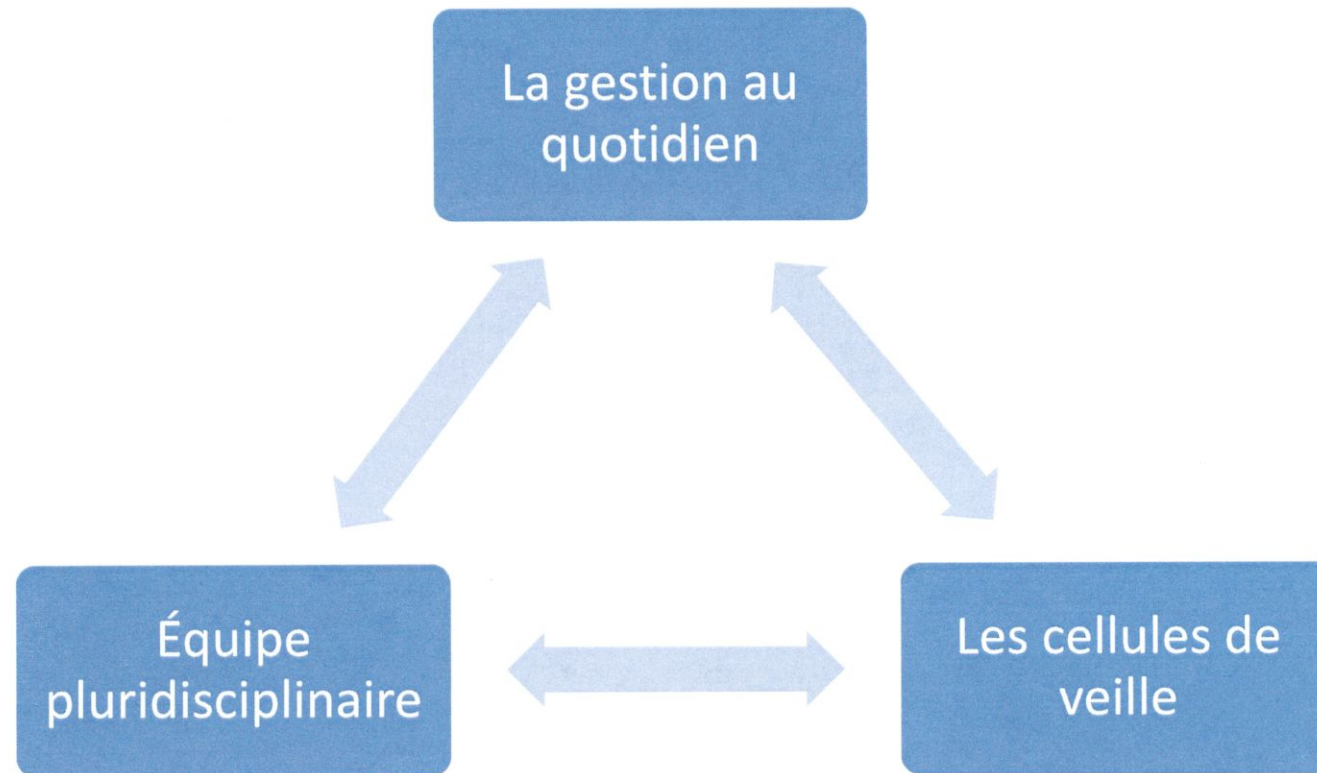 La gestion au
quotidien
Équipe
pluridisciplinaire
Les cellules de
veille